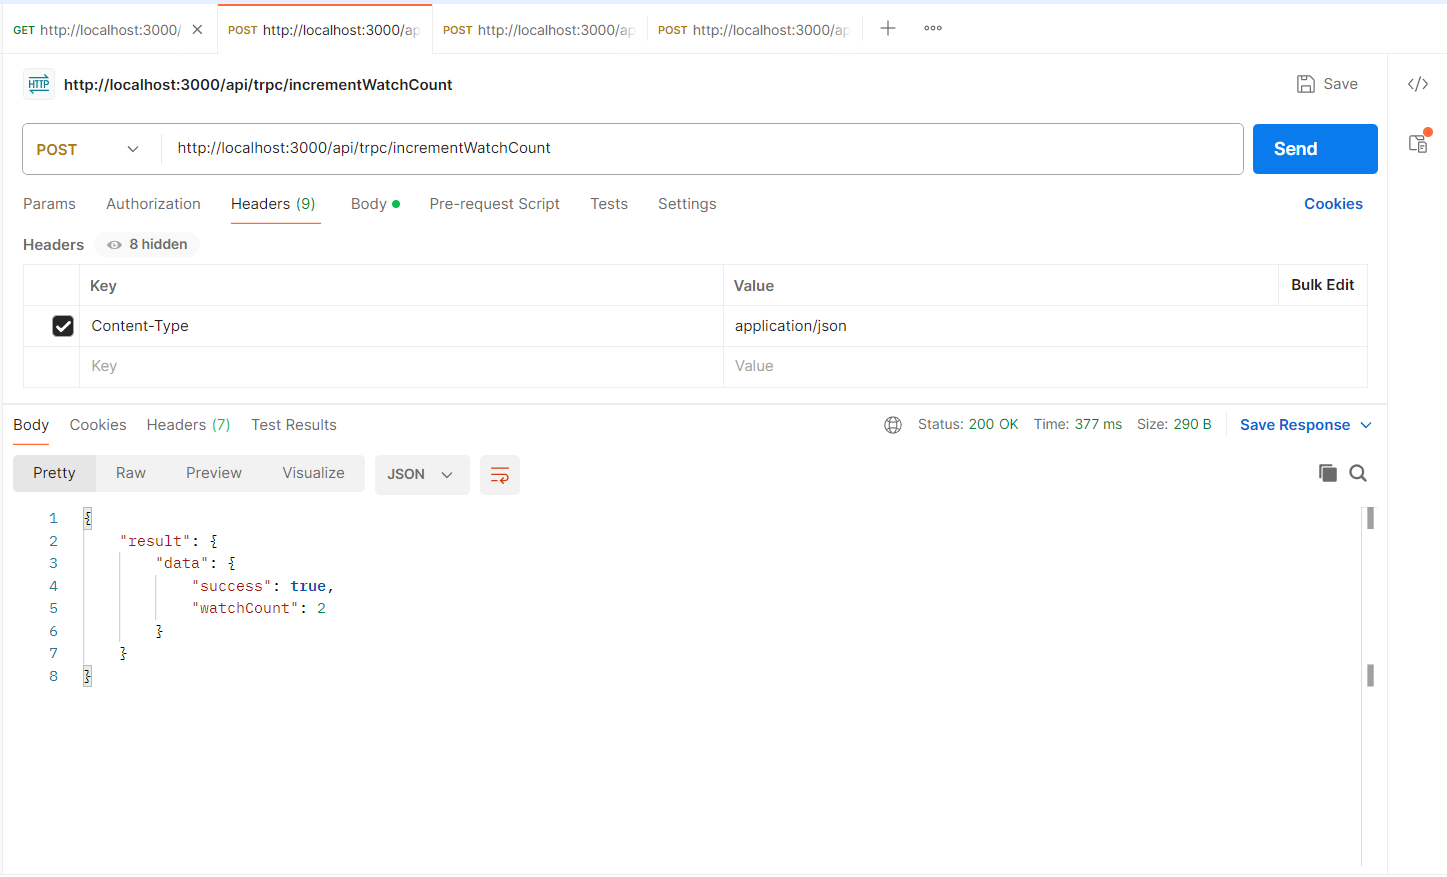 GET http://localhost:3000/
POST http://localhost:3000/ap
POST http://localhost:3000/ap
POST http://localhost:3000/ap
HTTP http://localhost:3000/api/trpc/incrementWatchCount
Save
POST http://localhost:3000/api/trpc/incrementWatchCount
Send
Params Authorization Headers (9) Body Pre-request Script Tests Settings Cookies
Headers 8 hidden
Key Value Bulk Edit
Content-Type application/json
Key Value
Body Cookies Headers (7) Test Results Status: 200 OK Time: 377 ms Size: 290 B Save Response
Pretty Raw Preview Visualize JSON
1 {
2 "result": {
3 "data": {
4 "success": true,
5 "watchCount": 2
6 }
7 }
8 }